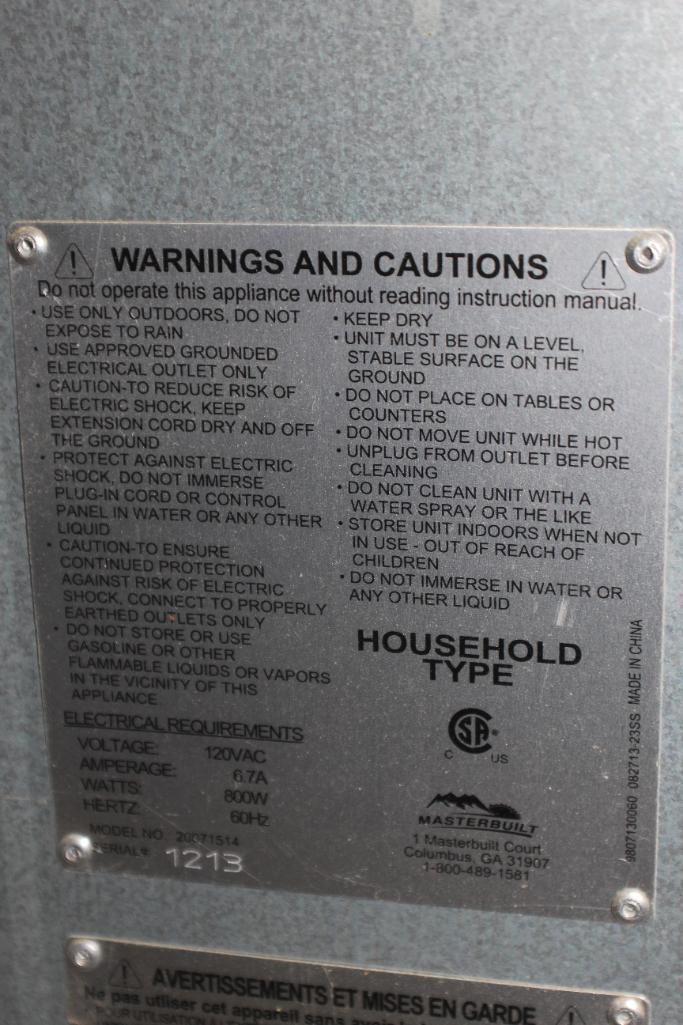 WARNINGS AND CAUTIONS
Do not operate this appliance without reading instruction manual.
• USE ONLY OUTDOORS, DO NOT
EXPOSE TO RAIN
• USE APPROVED GROUNDED
ELECTRICAL OUTLET ONLY
• CAUTION-TO REDUCE RISK OF
ELECTRIC SHOCK, KEEP
EXTENSION CORD DRY AND OFF
THE GROUND
• PROTECT AGAINST ELECTRIC
SHOCK, DO NOT IMMERSE
PLUG-IN CORD OR CONTROL
PANEL IN WATER OR ANY OTHER
LIQUID
• CAUTION-TO ENSURE
CONTINUED PROTECTION
AGAINST RISK OF ELECTRIC
SHOCK, CONNECT TO PROPERLY
EARTHED OUTLETS ONLY
• DO NOT STORE OR USE
GASOLINE OR OTHER
FLAMMABLE LIQUIDS OR VAPORS
IN THE VICINITY OF THIS
APPLIANCE
ELECTRICAL REQUIREMENTS
VOLTAGE: 120VAC
AMPERAGE: 6.7A
WATTS: 800W
HERTZ: 60Hz
MODEL NO 20071514
SERIAL#: 1213
• KEEP DRY
• UNIT MUST BE ON A LEVEL,
STABLE SURFACE ON THE
GROUND
• DO NOT PLACE ON TABLES OR
COUNTERS
• DO NOT MOVE UNIT WHILE HOT
• UNPLUG FROM OUTLET BEFORE
CLEANING
• DO NOT CLEAN UNIT WITH A
WATER SPRAY OR THE LIKE
• STORE UNIT INDOORS WHEN NOT
IN USE - OUT OF REACH OF
CHILDREN
• DO NOT IMMERSE IN WATER OR
ANY OTHER LIQUID
HOUSEHOLD
TYPE
SA®
C US
MASTERBUILT
1 Masterbuilt Court
Columbus, GA 31907
1-800-489-1581
9807130060 082713-23SS MADE IN CHINA
AVERTISSEMENTS ET MISES EN GARDE
Ne pas utiliser cet appareil sans
POUR UTILISATION